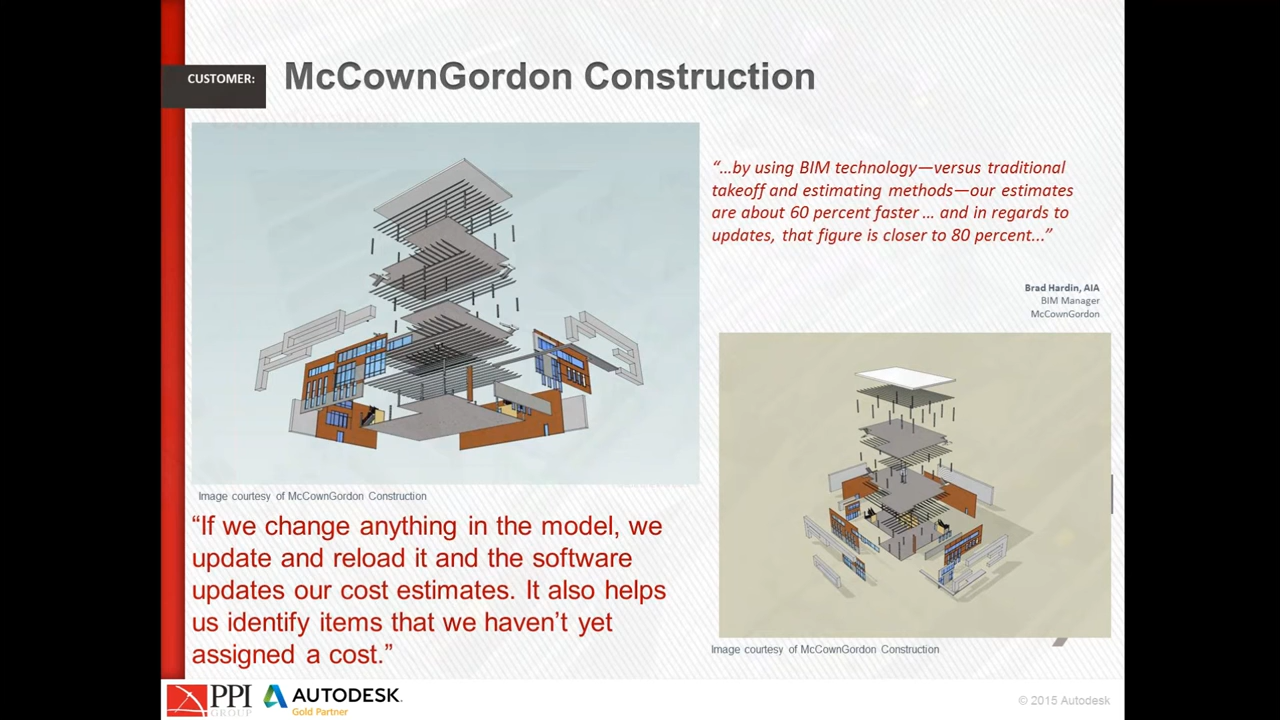 CUSTOMER:
McCownGordon Construction
“...by using BIM technology—versus traditional
takeoff and estimating methods—our estimates
are about 60 percent faster ... and in regards to
updates, that figure is closer to 80 percent...”
Brad Hardin, AIA
BIM Manager
McCownGordon
Image courtesy of McCownGordon Construction
“If we change anything in the model, we
update and reload it and the software
updates our cost estimates. It also helps
us identify items that we haven’t yet
assigned a cost.”
Image courtesy of McCownGordon Construction
PPI
GROUP
AUTODESK.
Gold Partner
© 2015 Autodesk